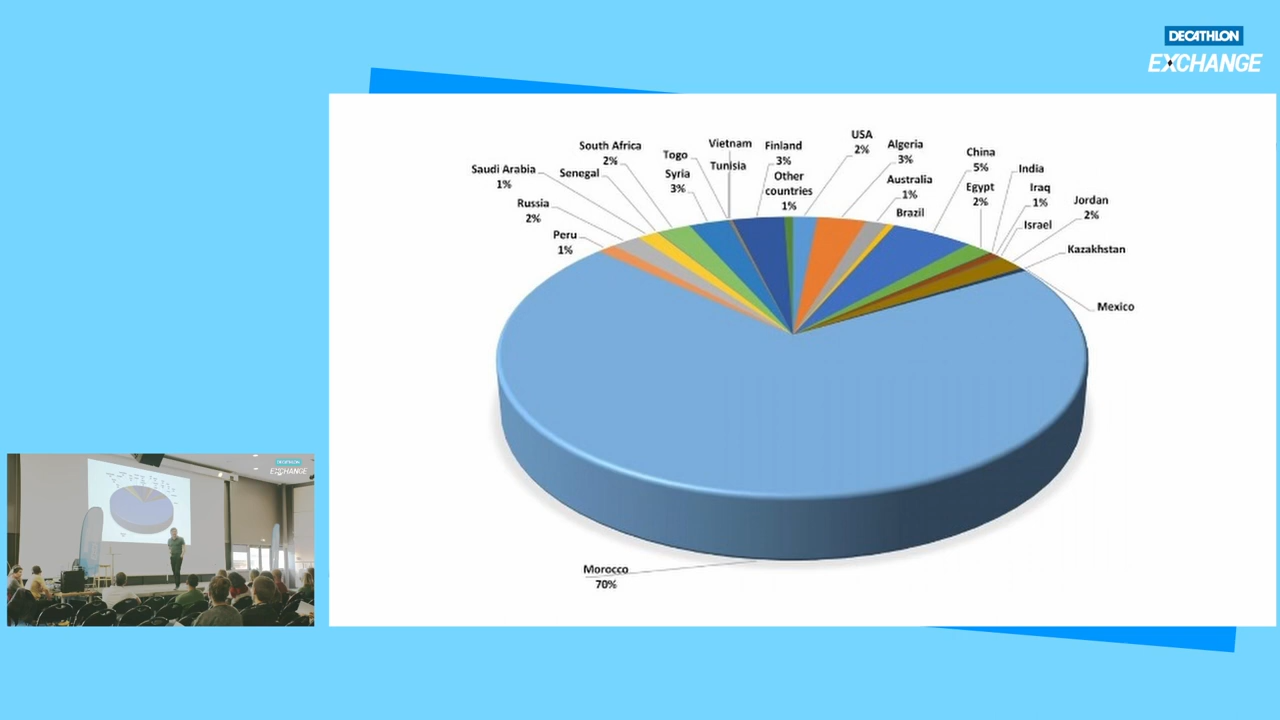 DECATHLON
EXCHANGE
USA
2%
Algeria
3%
Australia
1%
Brazil
China
5%
Egypt
2%
India
Iraq
1%
Israel
Jordan
2%
Kazakhstan
Mexico
Morocco
70%
Peru
1%
Russia
2%
Saudi Arabia
1%
Senegal
South Africa
2%
Syria
3%
Togo
Tunisia
Vietnam
Finland
3%
Other
countries
1%
DECATHLON
EXCHANGE